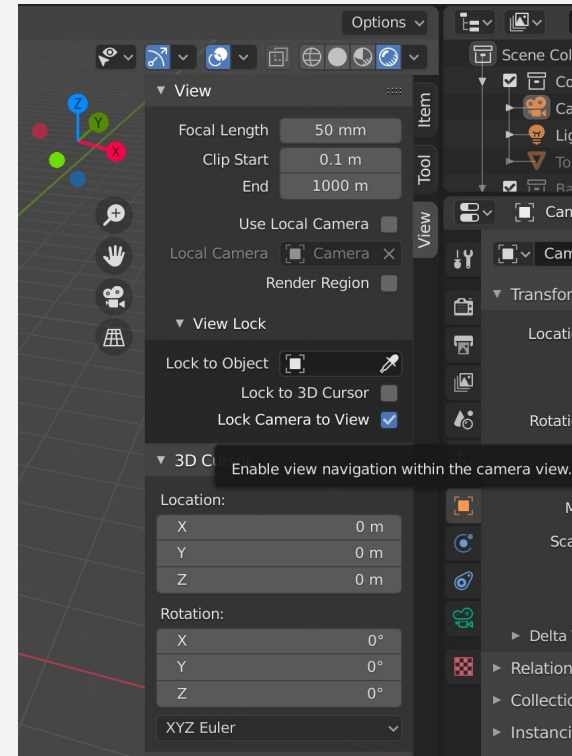 Options
Scene Col
View
Item
Focal Length 50 mm
Clip Start 0.1 m
End 1000 m
Tool
Use Local Camera
View
Local Camera Camera
Render Region
View Lock
Lock to Object
Lock to 3D Cursor
Lock Camera to View
3D Cu
Enable view navigation within the camera view.
Location:
X 0 m
Y 0 m
Z 0 m
Rotation:
X 0°
Y 0°
Z 0°
XYZ Euler
Z
Y
X
Co
Ca
Lig
To
Ba
Cam
Cam
Transfor
Locati
Rotati
M
Sca
Delta
Relation
Collectio
Instanci